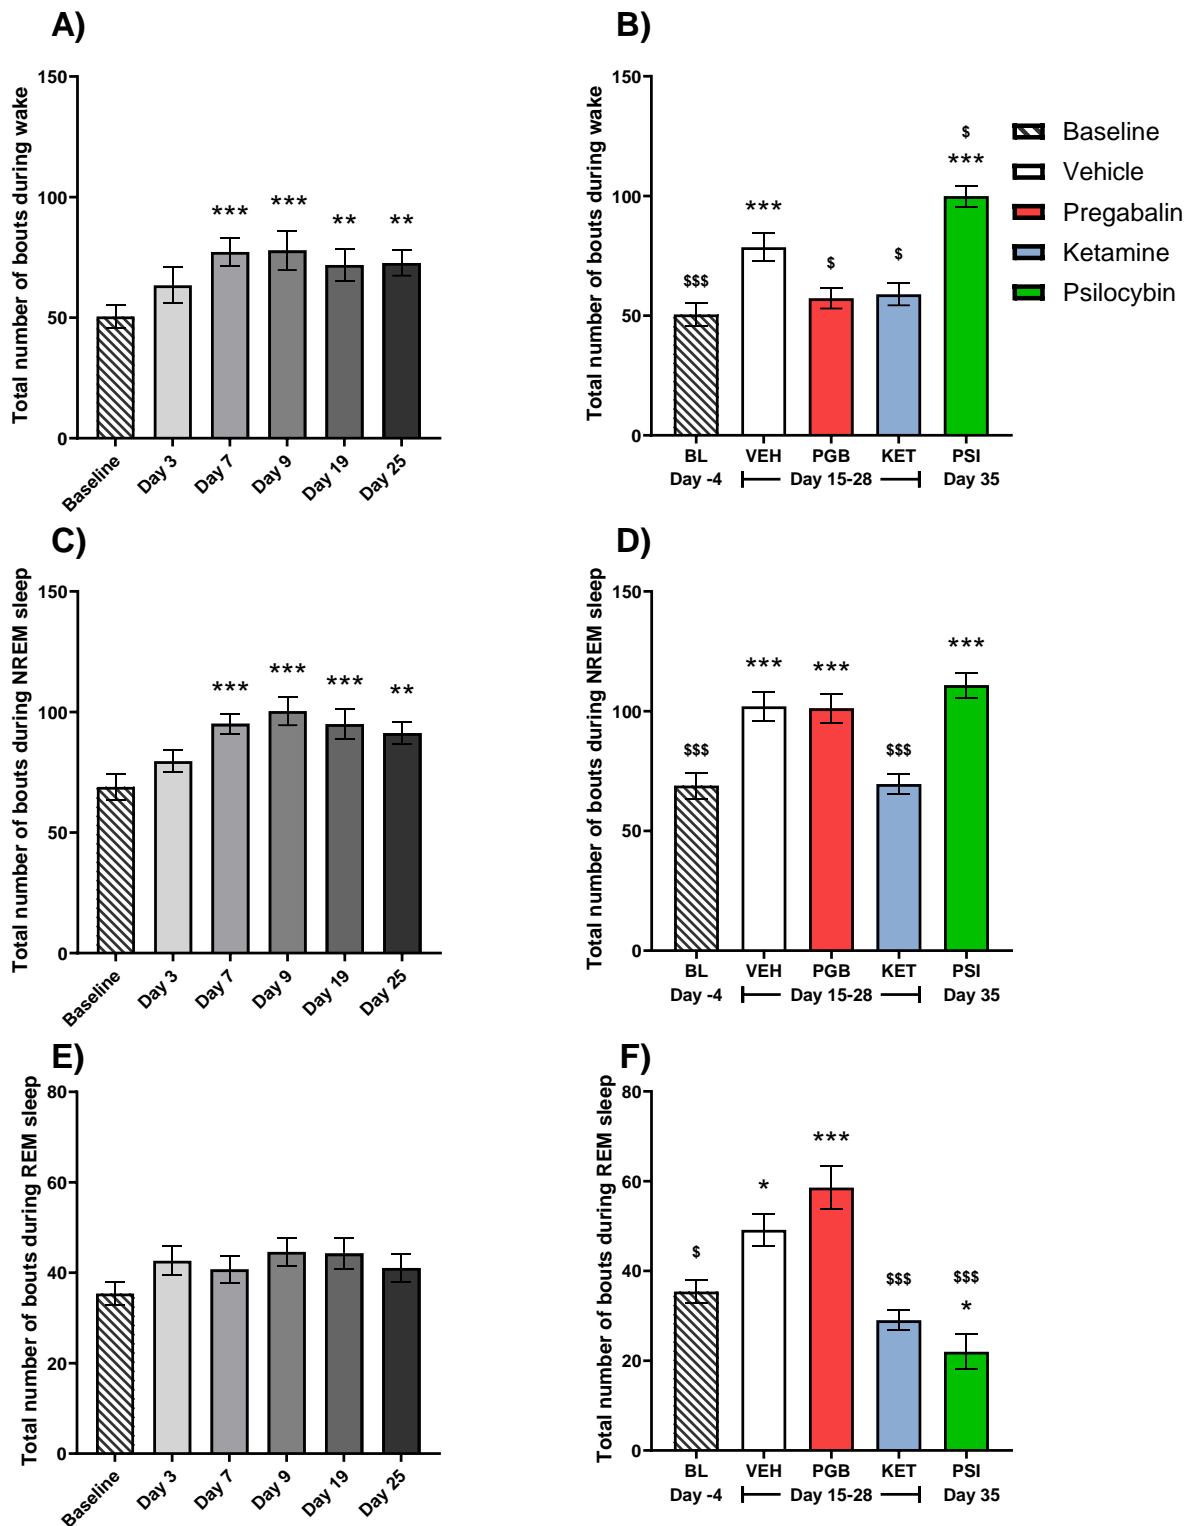 A)
Total number of bouts during wake
150
100
50
0
***
***
**
**
Baseline
Day 3
Day 7
Day 9
Day 19
Day 25
B)
Total number of bouts during wake
150
100
50
0
$$$
***
$
$
$
***
BL
VEH
PGB
KET
PSI
Day -4
Day 15-28
Day 35
Baseline
Vehicle
Pregabalin
Ketamine
Psilocybin
C)
Total number of bouts during NREM sleep
150
100
50
0
***
***
***
**
Baseline
Day 3
Day 7
Day 9
Day 19
Day 25
D)
Total number of bouts during NREM sleep
150
100
50
0
$$$
***
***
$$$
***
BL
VEH
PGB
KET
PSI
Day -4
Day 15-28
Day 35
E)
Total number of bouts during REM sleep
80
60
40
20
0
Baseline
Day 3
Day 7
Day 9
Day 19
Day 25
F)
Total number of bouts during REM sleep
80
60
40
20
0
$
*
***
$$$
$$$
*
BL
VEH
PGB
KET
PSI
Day -4
Day 15-28
Day 35